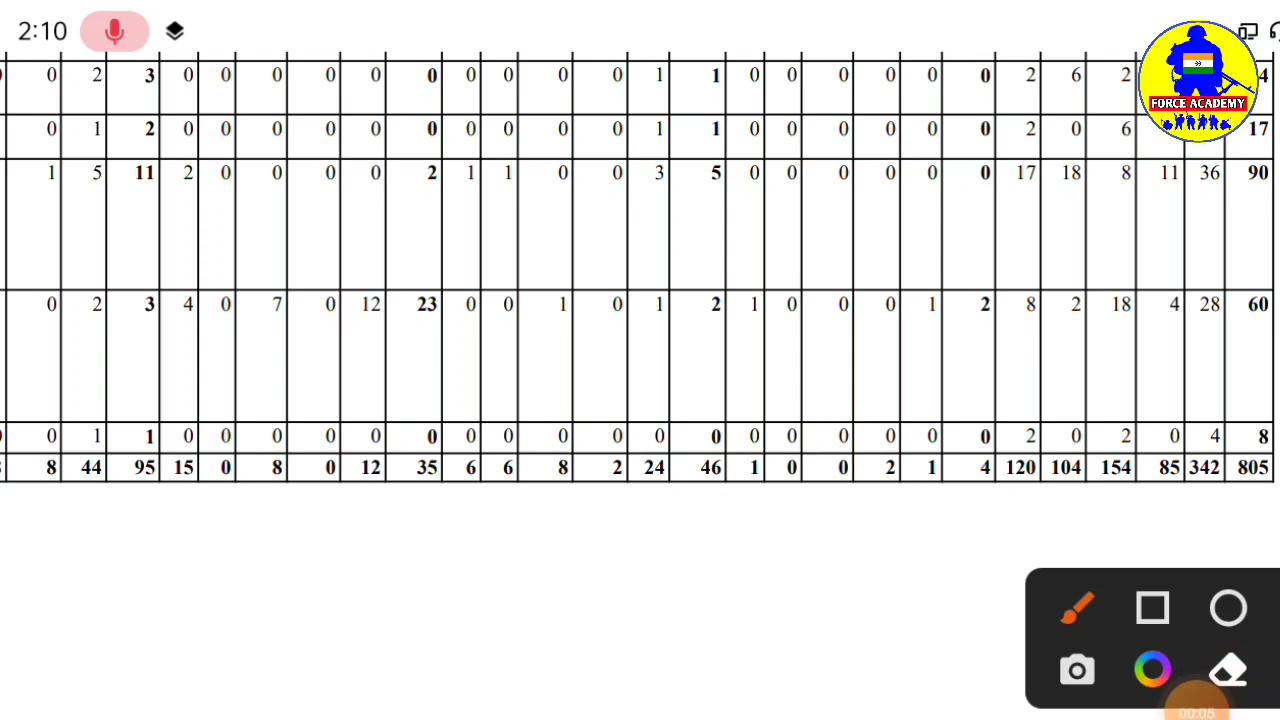 2:10
0 2 3 0 0 0 0 0 0 0 0 0 0 1 1 0 0 0 0 0 0 2 6 2 4
0 1 2 0 0 0 0 0 0 0 0 0 0 1 1 0 0 0 0 0 0 2 0 6 17
1 5 11 2 0 0 0 0 2 1 1 0 0 3 5 0 0 0 0 0 0 17 18 8 11 36 90
0 2 3 4 0 7 0 12 23 0 0 1 0 1 2 1 0 0 0 1 2 8 2 18 4 28 60
0 1 1 0 0 0 0 0 0 0 0 0 0 0 0 0 0 0 0 0 0 2 0 2 0 4 8
8 44 95 15 0 8 0 12 35 6 6 8 2 24 46 1 0 0 2 1 4 120 104 154 85 342 805
FORCE ACADEMY
00:05